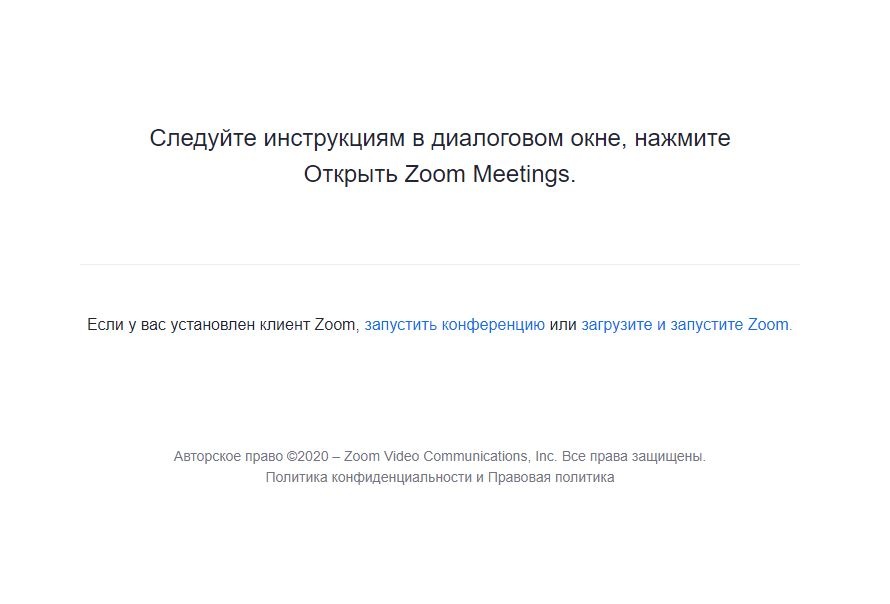 Следуйте инструкциям в диалоговом окне, нажмите
Открыть Zoom Meetings.
Если у вас установлен клиент Zoom, запустить конференцию или загрузите и запустите Zoom.
Авторское право ©2020 – Zoom Video Communications, Inc. Все права защищены.
Политика конфиденциальности и Правовая политика